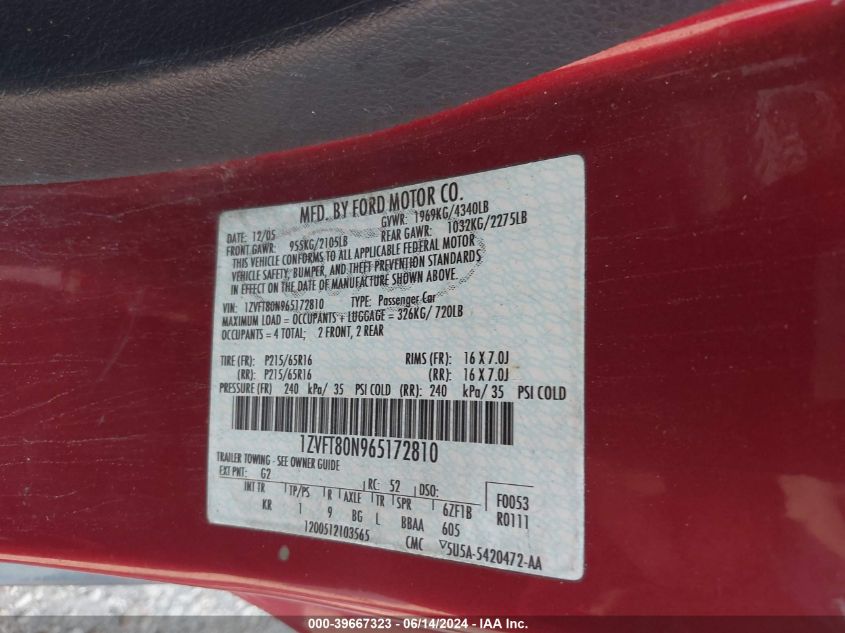 MFD. BY FORD MOTOR CO.
DATE: 12/05 GVWR: 1969KG/4340LB
FRONT GAWR: 955KG/2105LB REAR GAWR: 1032KG/2275LB
THIS VEHICLE CONFORMS TO ALL APPLICABLE FEDERAL MOTOR
VEHICLE SAFETY, BUMPER, AND THEFT PREVENTION STANDARDS
IN EFFECT ON THE DATE OF MANUFACTURE SHOWN ABOVE.
VIN: 1ZVFT80N965172810 TYPE: Passenger Car
MAXIMUM LOAD = OCCUPANTS + LUGGAGE = 326KG/ 720LB
OCCUPANTS = 4 TOTAL; 2 FRONT, 2 REAR
TIRE (FR): P215/65R16 RIMS (FR): 16 X 7.0J
(RR): P215/65R16 (RR): 16 X 7.0J
PRESSURE (FR) 240 kPa/ 35 PSI COLD (RR): 240 kPa/ 35 PSI COLD
1ZVFT80N965172810
TRAILER TOWING - SEE OWNER GUIDE
EXT PNT: G2 RC: 52 DSO:
INT TR TP/PS R AXLE TR SPR 6ZF1B F0053
KR 1 9 BG L BBAA 605 R0111
1200512103565 CMC 5U5A-5420472-AA
000-39667323 - 06/14/2024 - IAA Inc.